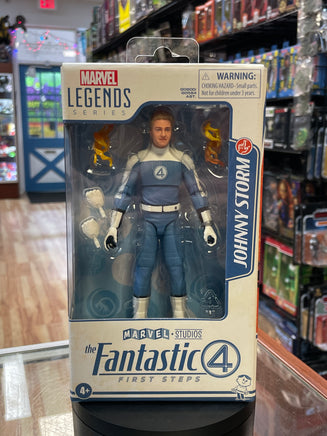 MARVEL
LEGENDS
SERIES
WARNING:
CHOKING HAZARD - Small parts.
Not for children under 3 years.
4
JOHNNY STORM
MARVEL STUDIOS
the Fantastic 4
FIRST STEPS
4+